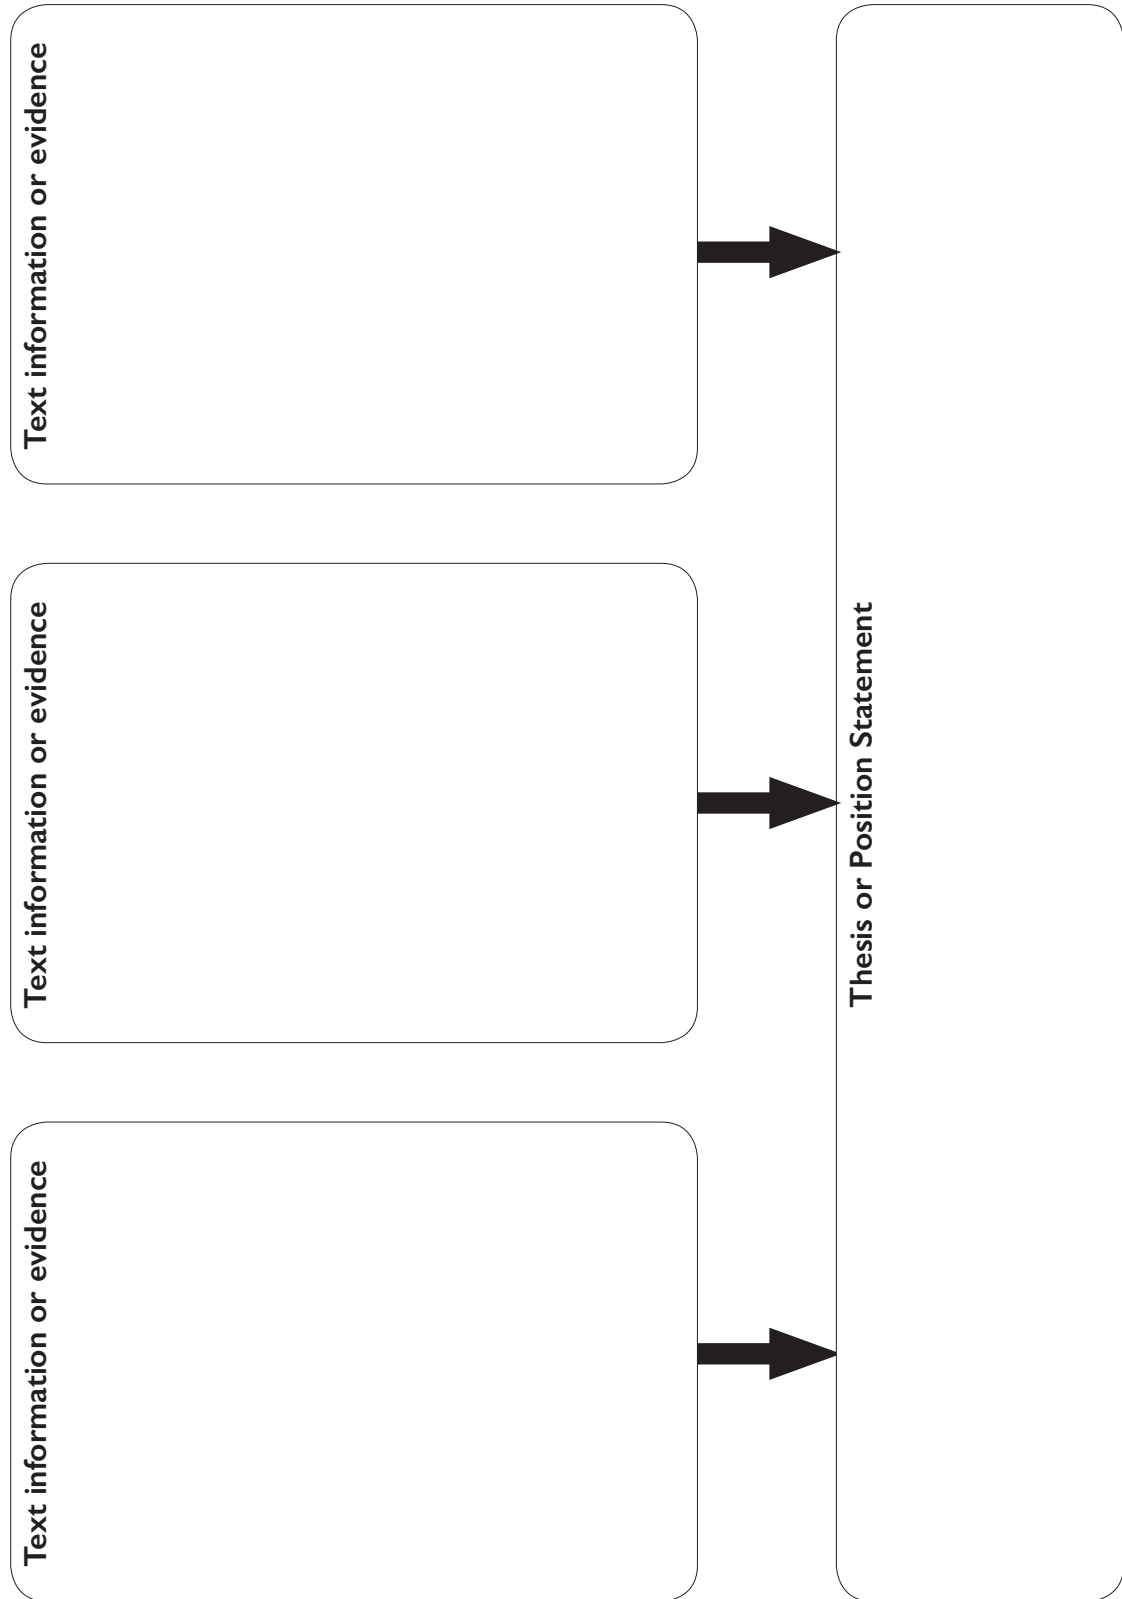 Text information or evidence
Text information or evidence
Text information or evidence
Thesis or Position Statement